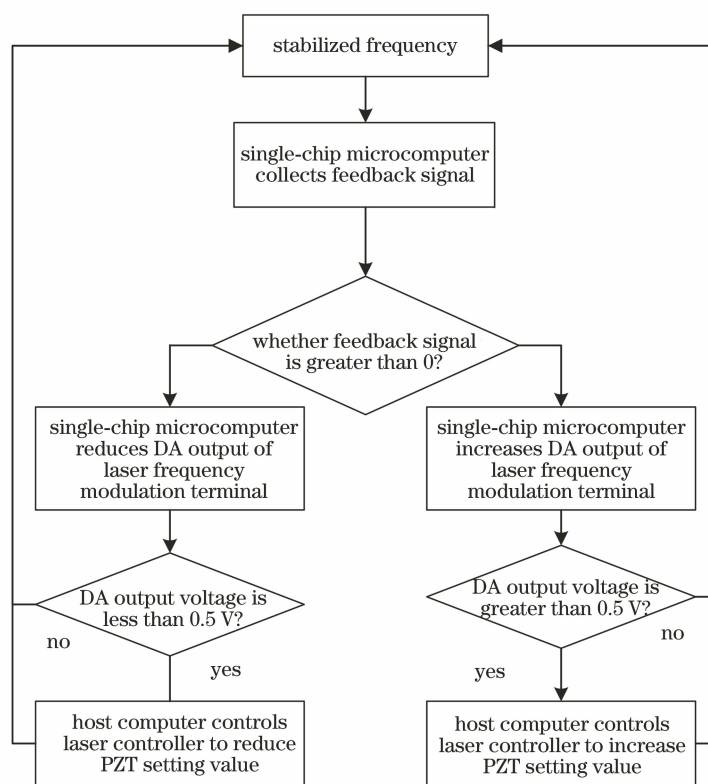 stabilized frequency
single-chip microcomputer
collects feedback signal
whether feedback signal
is greater than 0?
single-chip microcomputer
reduces DA output of
laser frequency
modulation terminal
single-chip microcomputer
increases DA output of
laser frequency
modulation terminal
DA output voltage is
less than 0.5 V?
DA output voltage is
greater than 0.5 V?
no
yes
yes
no
host computer controls
laser controller to reduce
PZT setting value
host computer controls
laser controller to increase
PZT setting value